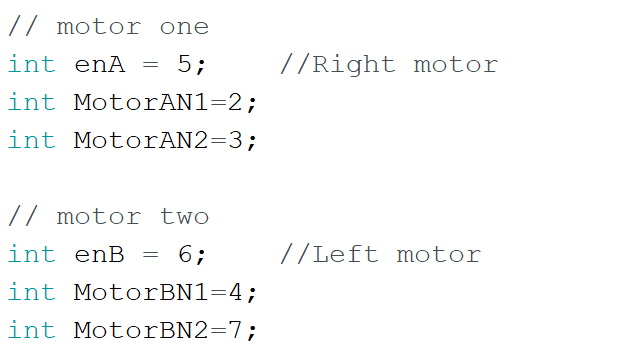 // motor one
int enA = 5;    //Right motor
int MotorAN1=2;
int MotorAN2=3;

// motor two
int enB = 6;    //Left motor
int MotorBN1=4;
int MotorBN2=7;